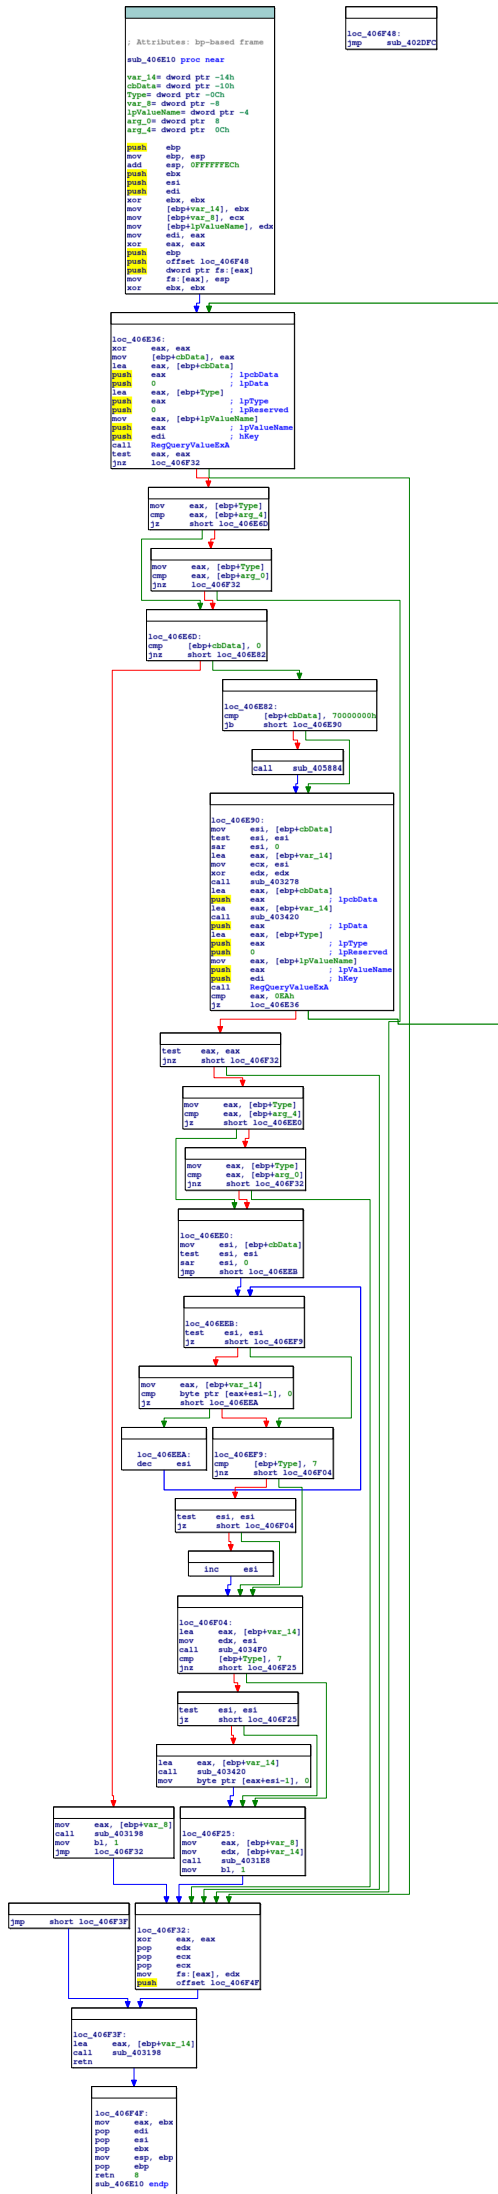 ; Attributes: bp-based frame
sub_406E10 proc near
var_14= dword ptr -14h
cbData= dword ptr -10h
Type= dword ptr -0Ch
var_8= dword ptr -8
lpValueName= dword ptr -4
arg_0= dword ptr  8
arg_4= dword ptr  0Ch
push    ebp
mov     ebp, esp
add     esp, 0FFFFFFECh
push    ebx
push    esi
push    edi
xor     ebx, ebx
mov     [ebp+var_14], ebx
mov     [ebp+var_8], ecx
mov     [ebp+lpValueName], edx
mov     edi, eax
xor     eax, eax
push    ebp
push    offset loc_406F48
push    dword ptr fs:[eax]
mov     fs:[eax], esp
xor     ebx, ebx
loc_406F48:
jmp     sub_402DFC
loc_406E36:
xor     eax, eax
mov     [ebp+cbData], eax
lea     eax, [ebp+cbData]
push    eax             ; lpcbData
push    0               ; lpData
lea     eax, [ebp+Type]
push    eax             ; lpType
push    0               ; lpReserved
mov     eax, [ebp+lpValueName]
push    eax             ; lpValueName
push    edi             ; hKey
call    RegQueryValueExA
test    eax, eax
jnz     loc_406F32
mov     eax, [ebp+Type]
cmp     eax, [ebp+arg_4]
jz      short loc_406E6D
mov     eax, [ebp+Type]
cmp     eax, [ebp+arg_0]
jnz     loc_406F32
loc_406E6D:
cmp     [ebp+cbData], 0
jnz     short loc_406E82
loc_406E82:
cmp     [ebp+cbData], 70000000h
jb      short loc_406E90
call    sub_405884
loc_406E90:
mov     esi, [ebp+cbData]
test    esi, esi
sar     esi, 0
lea     eax, [ebp+var_14]
mov     ecx, esi
xor     edx, edx
call    sub_403278
lea     eax, [ebp+cbData]
push    eax             ; lpcbData
lea     eax, [ebp+var_14]
call    sub_403420
push    eax             ; lpData
lea     eax, [ebp+Type]
push    eax             ; lpType
push    0               ; lpReserved
mov     eax, [ebp+lpValueName]
push    eax             ; lpValueName
push    edi             ; hKey
call    RegQueryValueExA
cmp     eax, 0EAh
jz      loc_406E36
test    eax, eax
jnz     short loc_406F32
mov     eax, [ebp+Type]
cmp     eax, [ebp+arg_4]
jz      short loc_406EE0
mov     eax, [ebp+Type]
cmp     eax, [ebp+arg_0]
jnz     short loc_406F32
loc_406EE0:
mov     esi, [ebp+cbData]
test    esi, esi
sar     esi, 0
jmp     short loc_406EEB
loc_406EEB:
test    esi, esi
jz      short loc_406EF9
mov     eax, [ebp+var_14]
cmp     byte ptr [eax+esi-1], 0
jz      short loc_406EEA
loc_406EEA:
dec     esi
loc_406EF9:
cmp     [ebp+Type], 7
jnz     short loc_406F04
test    esi, esi
jz      short loc_406F04
inc     esi
loc_406F04:
lea     eax, [ebp+var_14]
mov     edx, esi
call    sub_4034F0
cmp     [ebp+Type], 7
jnz     short loc_406F25
test    esi, esi
jz      short loc_406F25
lea     eax, [ebp+var_14]
call    sub_403420
mov     byte ptr [eax+esi-1], 0
mov     eax, [ebp+var_8]
call    sub_403198
mov     bl, 1
jmp     loc_406F32
loc_406F25:
mov     eax, [ebp+var_8]
mov     edx, [ebp+var_14]
call    sub_4031E8
mov     bl, 1
jmp     short loc_406F3F
loc_406F32:
xor     eax, eax
pop     edx
pop     ecx
pop     ecx
mov     fs:[eax], edx
push    offset loc_406F4F
loc_406F3F:
lea     eax, [ebp+var_14]
call    sub_403198
retn
loc_406F4F:
mov     eax, ebx
pop     edi
pop     esi
pop     ebx
mov     esp, ebp
pop     ebp
retn    8
sub_406E10 endp